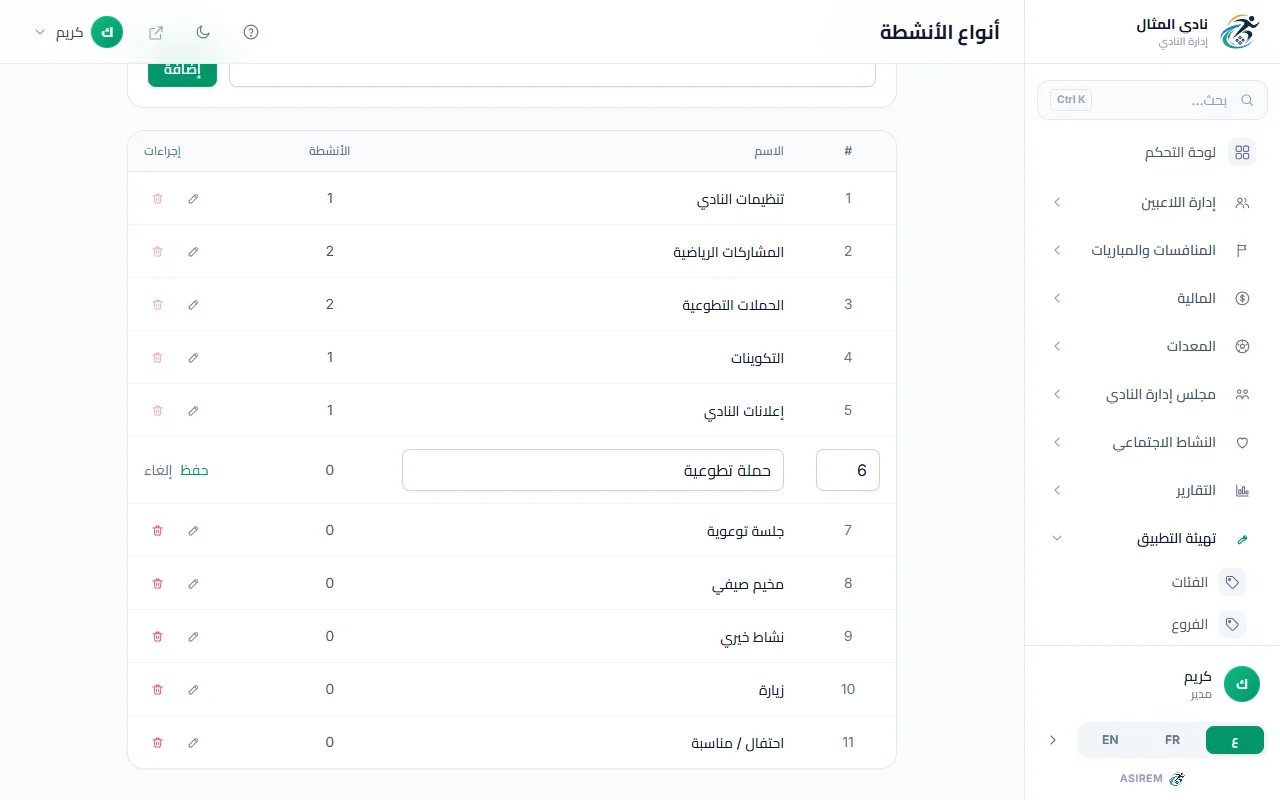 نادي المثال
إدارة النادي
بحث...
Ctrl K
لوحة التحكم
إدارة اللاعبين
المنافسات والمباريات
المالية
المعدات
مجلس إدارة النادي
النشاط الاجتماعي
التقارير
تهيئة التطبيق
الفئات
الفروع
ك
كريم
مدير
ع FR EN
ASIREM
أنواع الأنشطة
ك كريم
إضافة
# الاسم الأنشطة إجراءات
1 تنظيمات النادي 1
2 المشاركات الرياضية 2
3 الحملات التطوعية 2
4 التكوينات 1
5 إعلانات النادي 1
6 حملة تطوعية 0 حفظ إلغاء
7 جلسة توعوية 0
8 مخيم صيفي 0
9 نشاط خيري 0
10 زيارة 0
11 احتفال / مناسبة 0